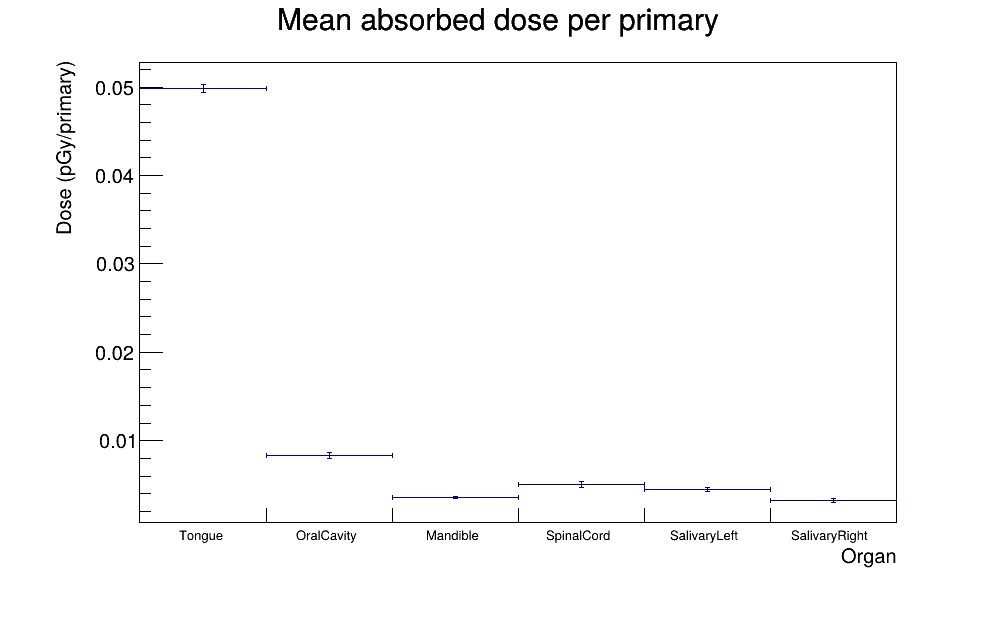 Mean absorbed dose per primary
Dose (pGy/primary)
0.05
0.04
0.03
0.02
0.01
Tongue OralCavity Mandible SpinalCord SalivaryLeft SalivaryRight
Organ